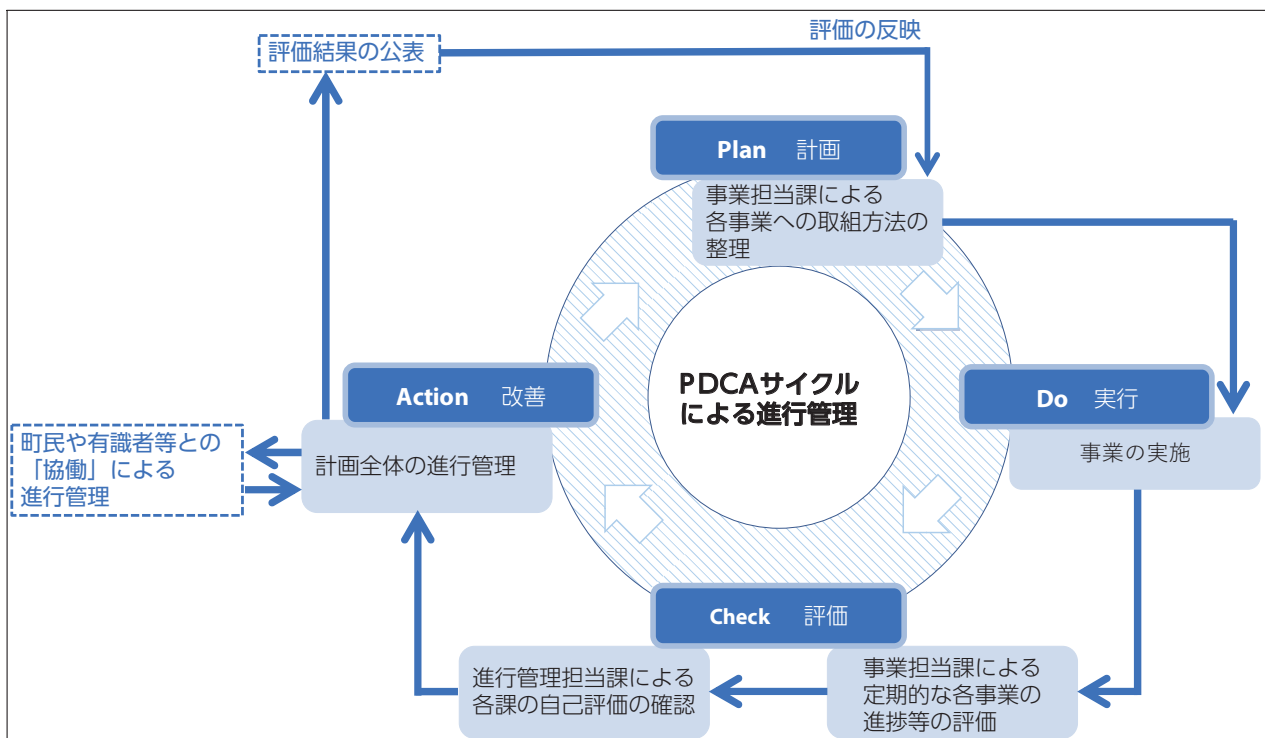 評価結果の公表
評価の反映
Plan 計画
事業担当課による
各事業への取組方法の
整理
Action 改善
計画全体の進行管理
町民や有識者等との
「協働」による
進行管理
PDCAサイクル
による進行管理
Do 実行
事業の実施
Check 評価
進行管理担当課による
各課の自己評価の確認
事業担当課による
定期的な各事業の
進捗等の評価